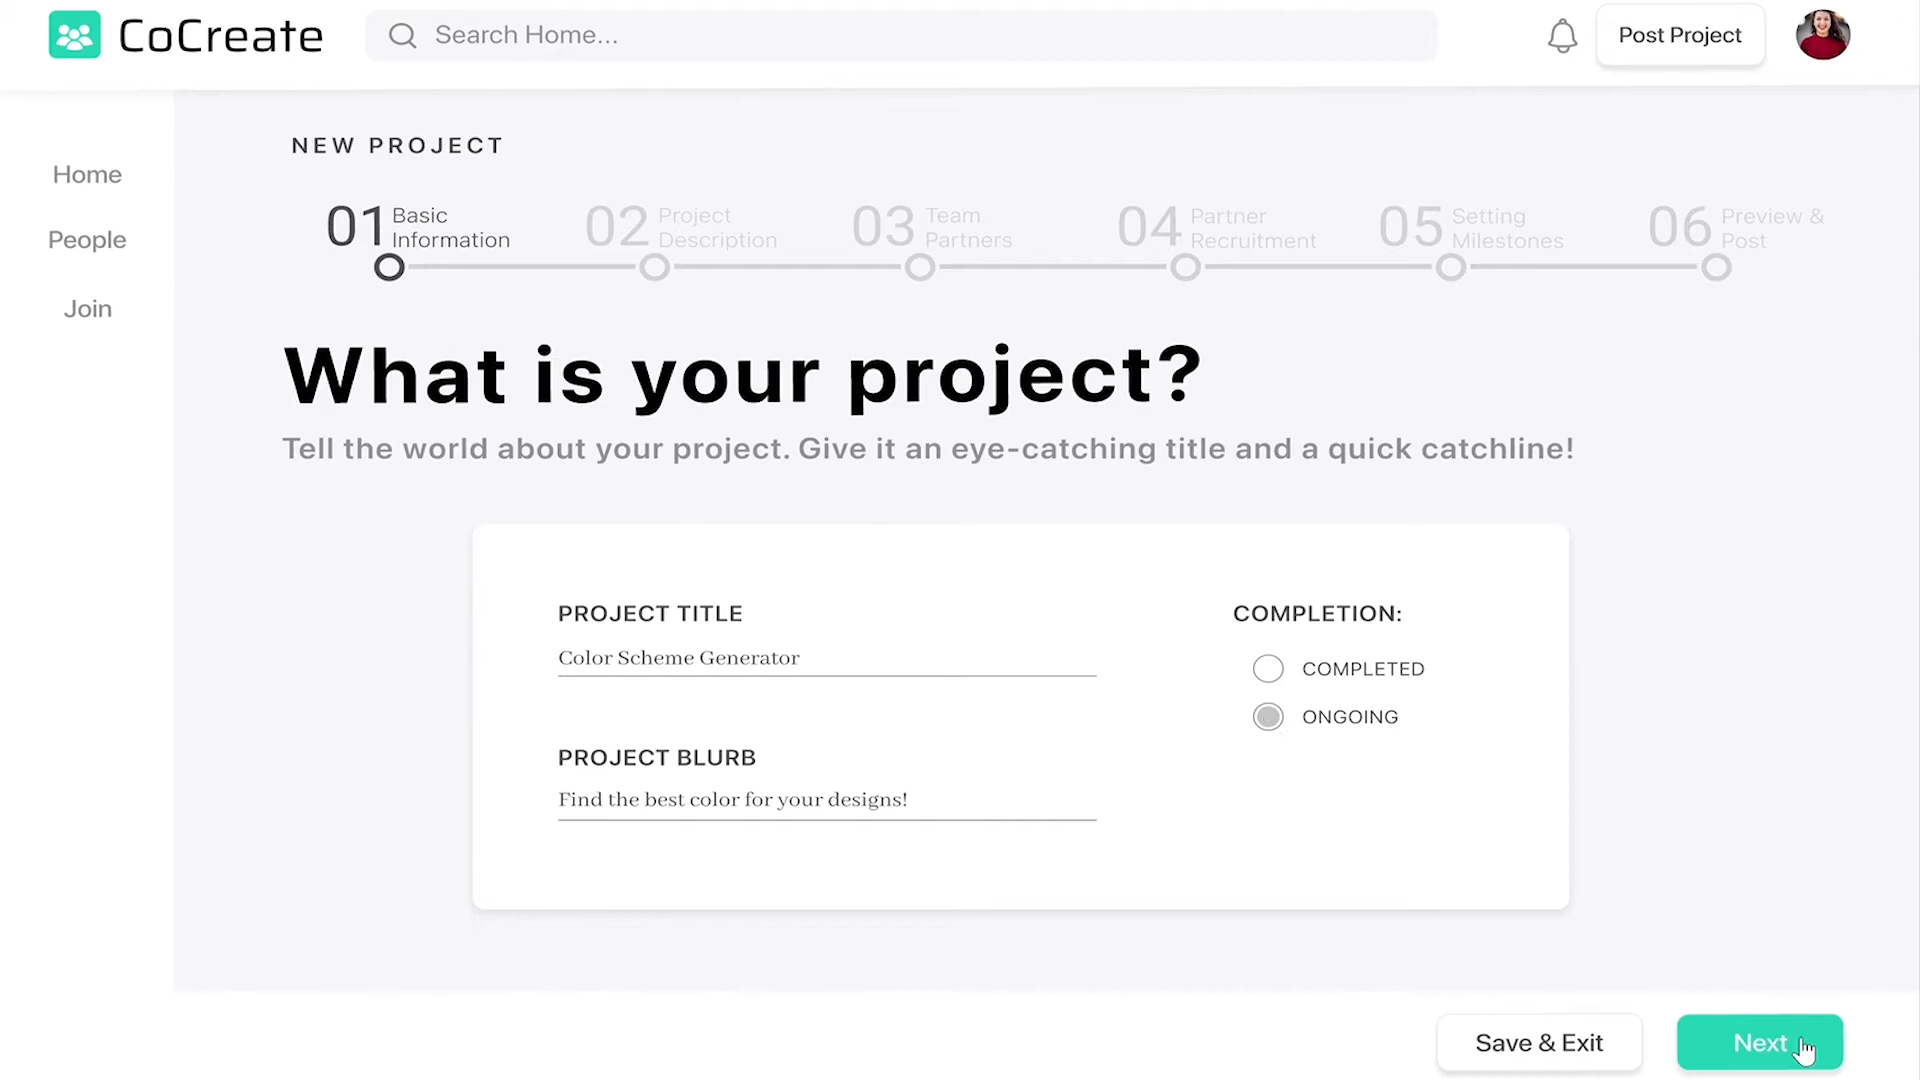 CoCreate
Search Home...
Post Project
Home
People
Join
NEW PROJECT
01 Basic Information
02 Project Description
03 Team Partners
04 Partner Recruitment
05 Setting Milestones
06 Preview & Post
What is your project?
Tell the world about your project. Give it an eye-catching title and a quick catchline!
PROJECT TITLE
Color Scheme Generator
PROJECT BLURB
Find the best color for your designs!
COMPLETION:
COMPLETED
ONGOING
Save & Exit
Next